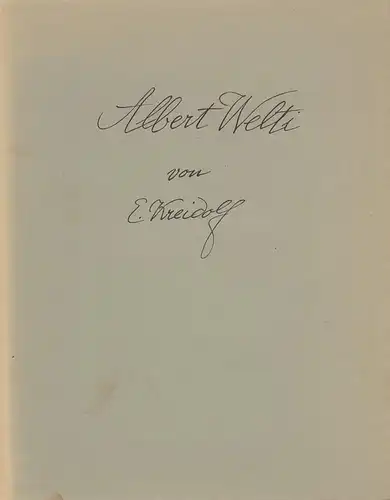 Albert Welti
von
E. Kreidolf